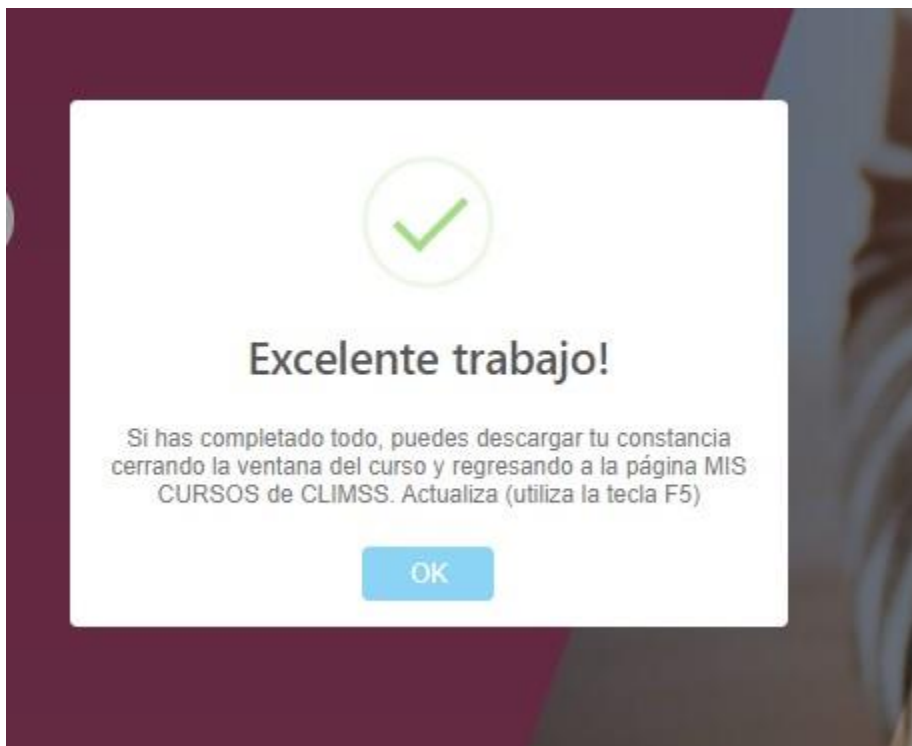 Excelente trabajo!
Si has completado todo, puedes descargar tu constancia
cerrando la ventana del curso y regresando a la página MIS
CURSOS de CLIMSS. Actualiza (utiliza la tecla F5)
OK